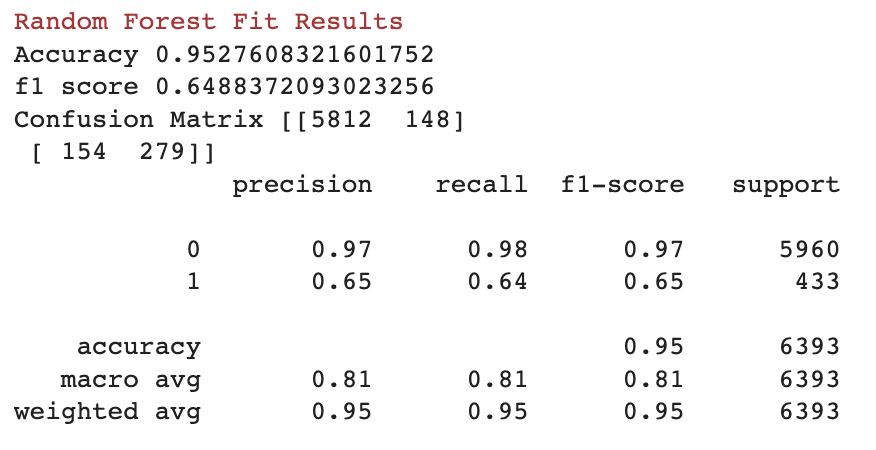 Random Forest Fit Results
Accuracy 0.9527608321601752
f1 score 0.6488372093023256
Confusion Matrix [[5812  148]
 [ 154  279]]
              precision    recall  f1-score   support

           0       0.97      0.98      0.97      5960
           1       0.65      0.64      0.65       433

    accuracy                           0.95      6393
   macro avg       0.81      0.81      0.81      6393
weighted avg       0.95      0.95      0.95      6393